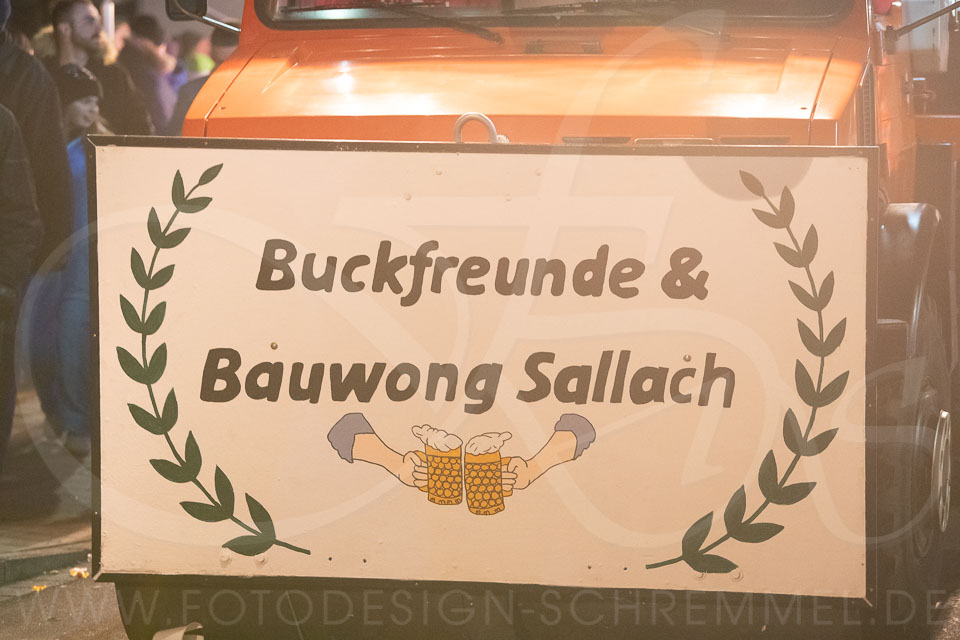 Buckfreunde &
Bauwong Sallach
WWW.FOTODESIGN-SCHREMMEL.DE